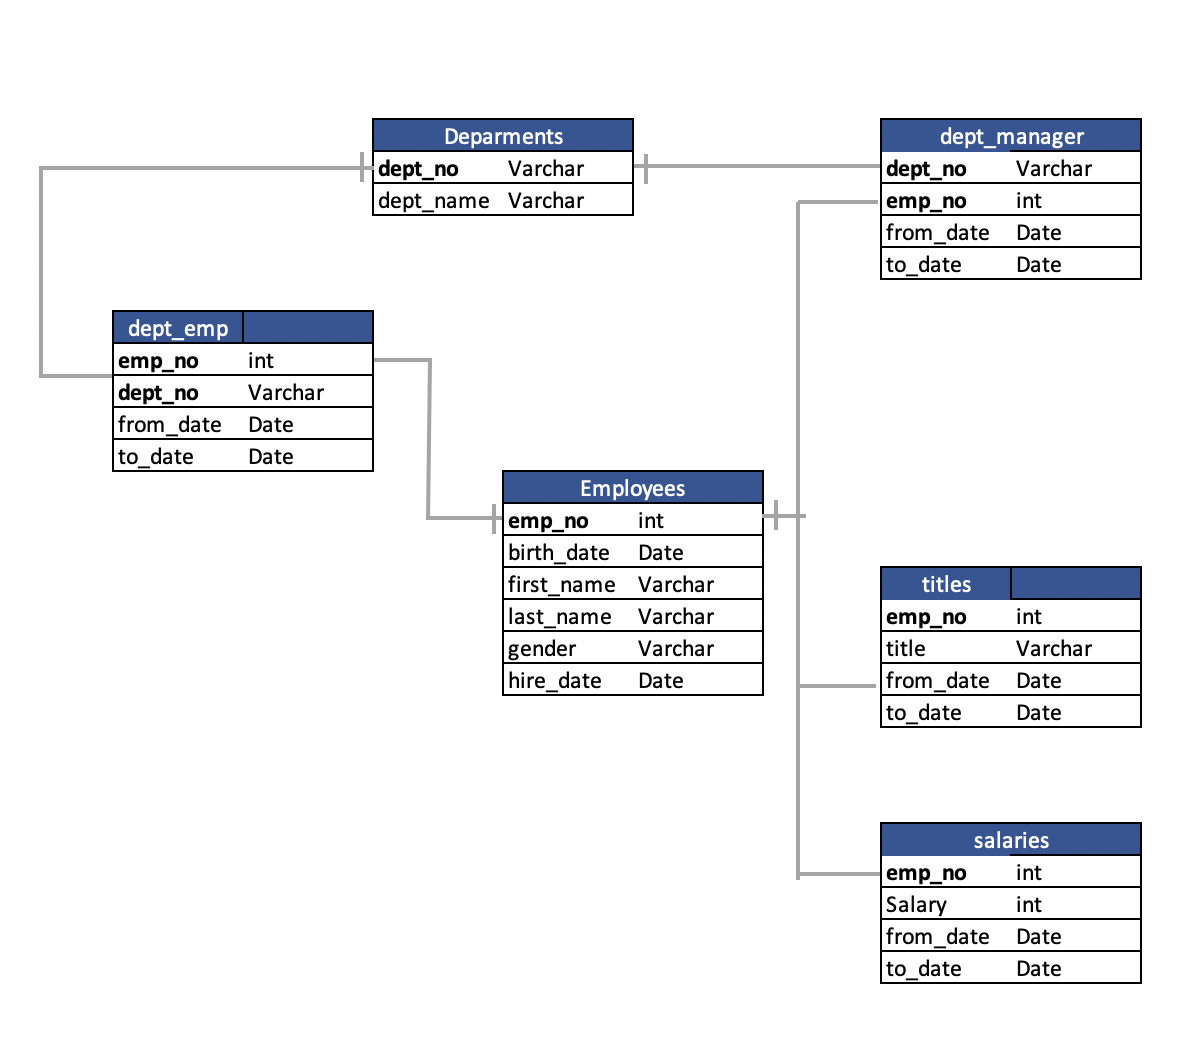 Deparments
dept_no Varchar
dept_name Varchar
dept_manager
dept_no Varchar
emp_no int
from_date Date
to_date Date
dept_emp
emp_no int
dept_no Varchar
from_date Date
to_date Date
Employees
emp_no int
birth_date Date
first_name Varchar
last_name Varchar
gender Varchar
hire_date Date
titles
emp_no int
title Varchar
from_date Date
to_date Date
salaries
emp_no int
Salary int
from_date Date
to_date Date